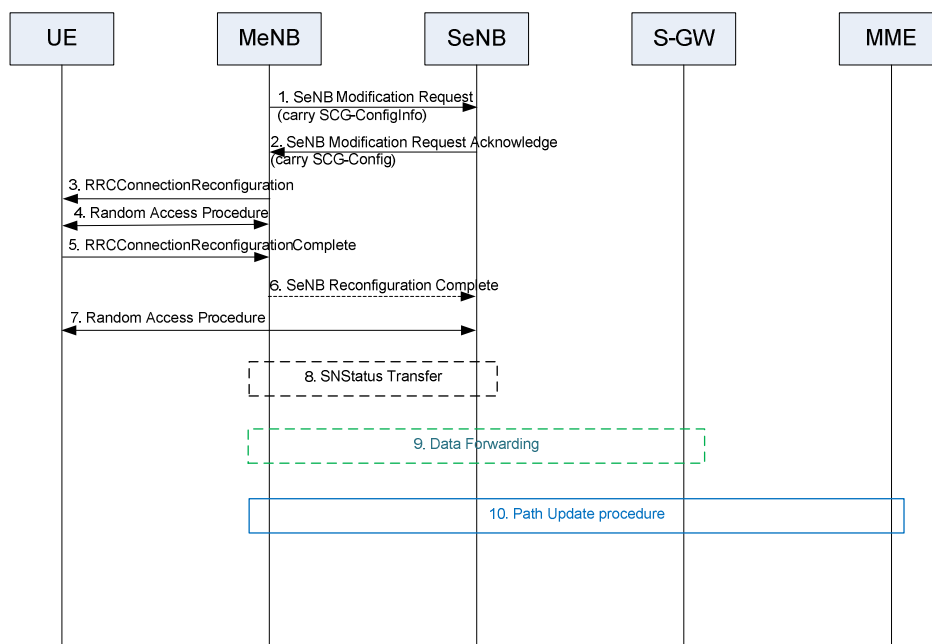 UE
MeNB
SeNB
S-GW
MME
1. SeNB Modification Request
(carry SCG-ConfigInfo)
2. SeNB Modification Request Acknowledge
(carry SCG-Config)
3. RRCConnectionReconfiguration
4. Random Access Procedure
5. RRCConnectionReconfigurationComplete
6. SeNB Reconfiguration Complete
7. Random Access Procedure
8. SNStatus Transfer
9. Data Forwarding
10. Path Update procedure